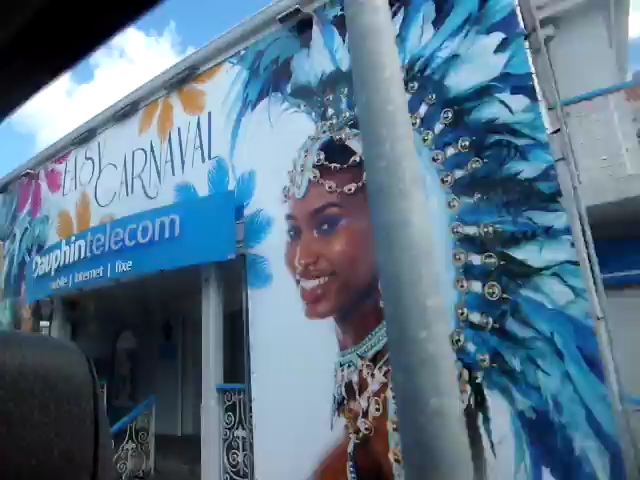 EASY
CARNAVAL
Dauphintelecom
mobile | internet | fixe